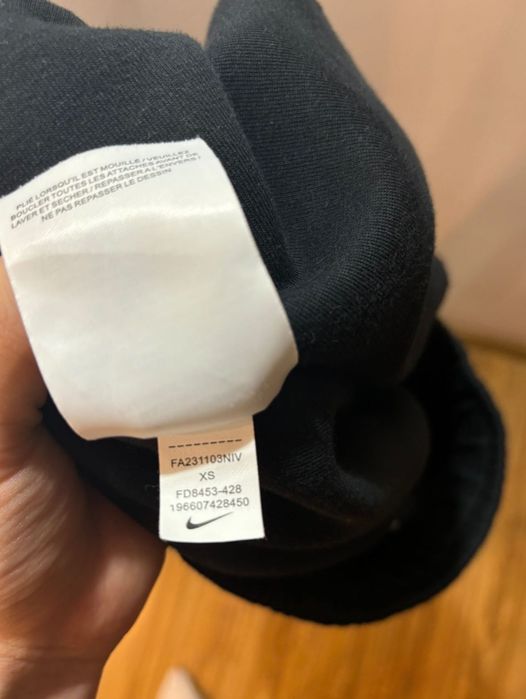 PLIÉ LORSQU'IL EST MOUILLÉ / VEUILLEZ
BOUCLER TOUTES LES ATTACHES AVANT DE
LAVER ET SÉCHER / REPASSER À L'ENVERS /
NE PAS REPASSER LE DESSIN
---------
FA231103NIV
XS
FD8453-428
196607428450